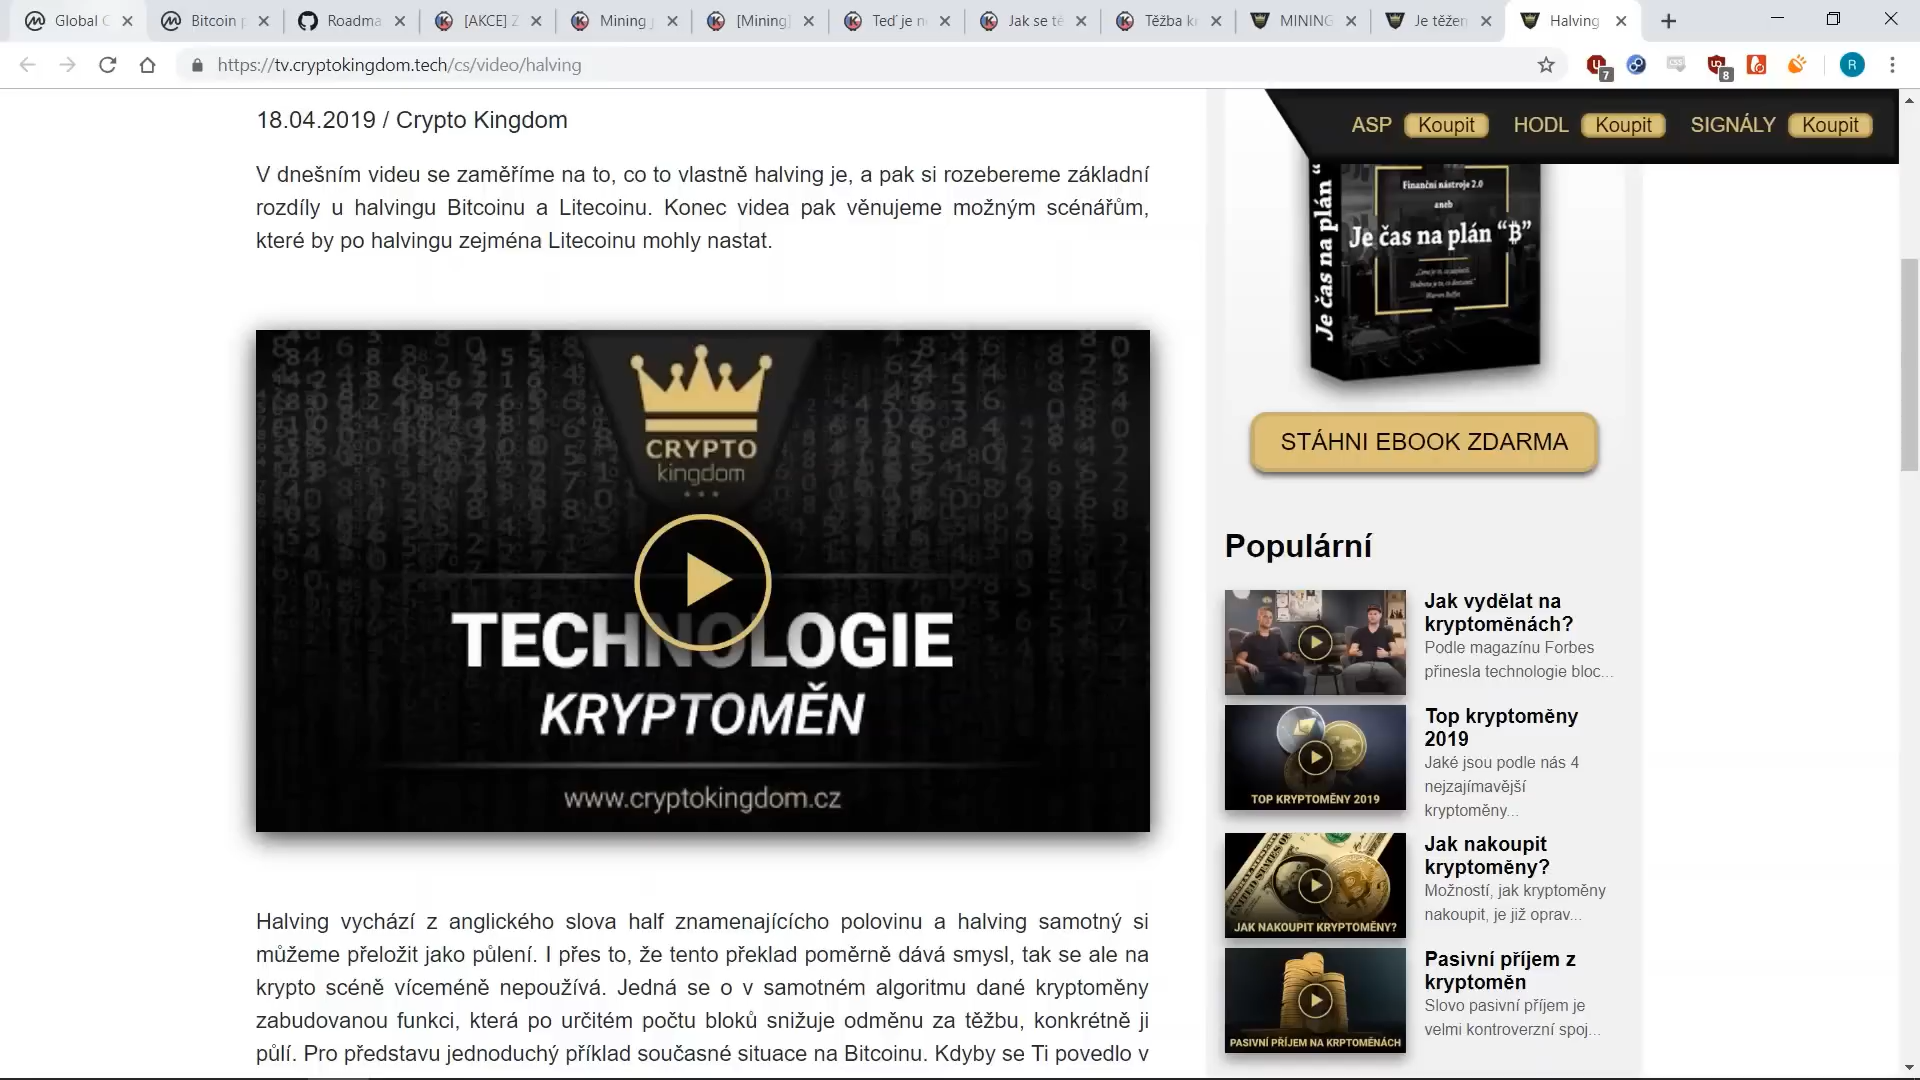 Global C
Bitcoin p
Roadma
[AKCE] Z
Mining j
[Mining]
Teď je n
Jak se tě
Těžba kr
MINING
Je těžen
Halving
https://tv.cryptokingdom.tech/cs/video/halving
7
8
R
ASP Koupit HODL Koupit SIGNÁLY Koupit
18.04.2019 / Crypto Kingdom
V dnešním videu se zaměříme na to, co to vlastně halving je, a pak si rozebereme základní
rozdíly u halvingu Bitcoinu a Litecoinu. Konec videa pak věnujeme možným scénářům,
které by po halvingu zejména Litecoinu mohly nastat.
CRYPTO
kingdom
TECHNOLOGIE
KRYPTOMĚN
www.cryptokingdom.cz
Halving vychází z anglického slova half znamenajícícho polovinu a halving samotný si
můžeme přeložit jako půlení. I přes to, že tento překlad poměrně dává smysl, tak se ale na
krypto scéně víceméně nepoužívá. Jedná se o v samotném algoritmu dané kryptoměny
zabudovanou funkci, která po určitém počtu bloků snižuje odměnu za těžbu, konkrétně ji
půlí. Pro představu jednoduchý příklad současné situace na Bitcoinu. Kdyby se Ti povedlo v
Je čas na plán “
Finanční nástroje 2.0
aneb
Je čas na plán “₿”
Warren Buffet
STÁHNI EBOOK ZDARMA
Populární
Jak vydělat na
kryptoměnách?
Podle magazínu Forbes
přinesla technologie bloc...
TOP KRYPTOMĚNY 2019
Top kryptoměny
2019
Jaké jsou podle nás 4
nejzajímavější
kryptoměny...
JAK NAKOUPIT KRYPTOMĚNY?
Jak nakoupit
kryptoměny?
Možností, jak kryptoměny
nakoupit, je již oprav...
PASIVNÍ PŘÍJEM NA KRPTOMĚNÁCH
Pasivní příjem z
kryptoměn
Slovo pasivní příjem je
velmi kontroverzní spoj...